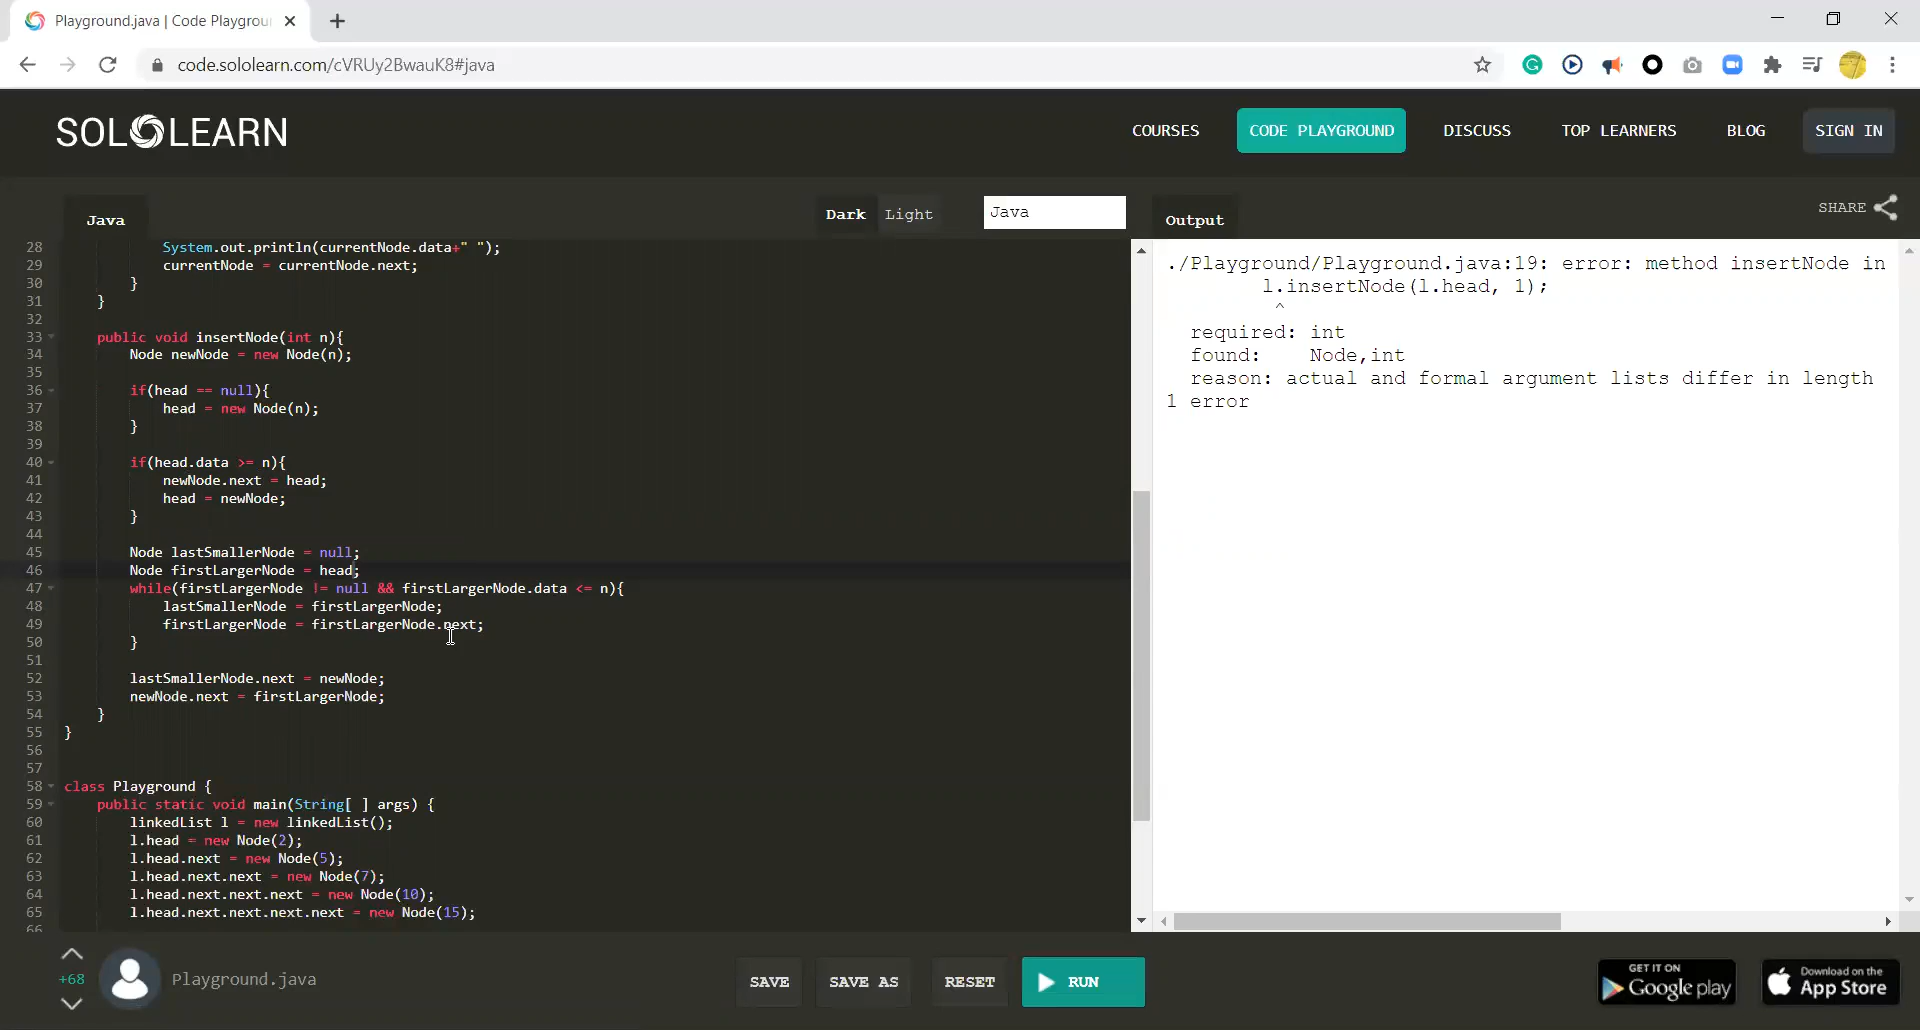 Playground.java | Code Playgrou
code.sololearn.com/cVRUy2BwauK8#java
SOLOLEARN
COURSES
CODE PLAYGROUND
DISCUSS
TOP LEARNERS
BLOG
SIGN IN
Java
Dark
Light
Java
Output
SHARE
28 System.out.println(currentNode.data+" ");
29 currentNode = currentNode.next;
30 }
31 }
32
33 public void insertNode(int n){
34 Node newNode = new Node(n);
35
36 if(head == null){
37 head = new Node(n);
38 }
39
40 if(head.data >= n){
41 newNode.next = head;
42 head = newNode;
43 }
44
45 Node lastSmallerNode = null;
46 Node firstLargerNode = head;
47 while(firstLargerNode != null && firstLargerNode.data <= n){
48 lastSmallerNode = firstLargerNode;
49 firstLargerNode = firstLargerNode.next;
50 }
51
52 lastSmallerNode.next = newNode;
53 newNode.next = firstLargerNode;
54 }
55 }
56
57
58 class Playground {
59 public static void main(String[ ] args) {
60 linkedList l = new linkedList();
61 l.head = new Node(2);
62 l.head.next = new Node(5);
63 l.head.next.next = new Node(7);
64 l.head.next.next.next = new Node(10);
65 l.head.next.next.next.next = new Node(15);
66
./Playground/Playground.java:19: error: method insertNode in
l.insertNode(l.head, 1);
^
required: int
found: Node,int
reason: actual and formal argument lists differ in length
1 error
+68
Playground.java
SAVE
SAVE AS
RESET
RUN
GET IT ON
Google play
Download on the
App Store